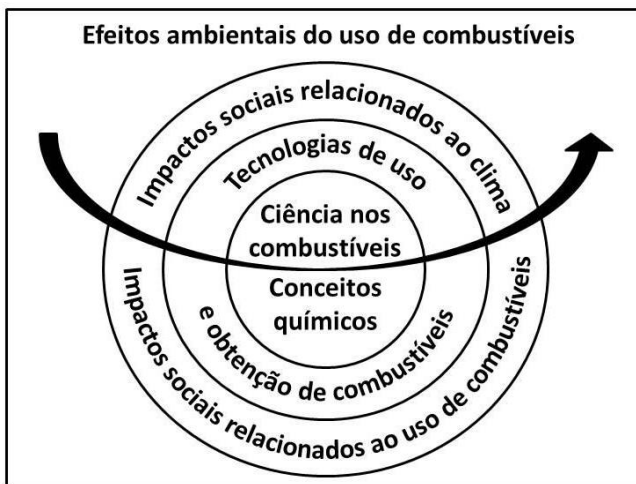 Efeitos ambientais do uso de combustíveis
Impactos sociais relacionados ao clima
Tecnologias de uso
Ciência nos
combustíveis
Conceitos
químicos
e obtenção de combustíveis
Impactos sociais relacionados ao uso de combustíveis